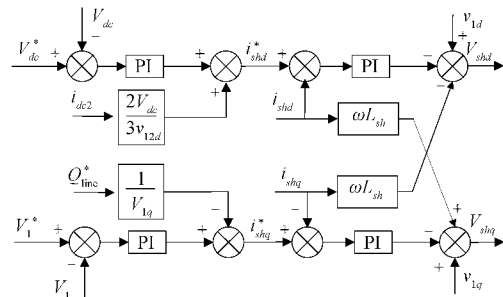 V_dc
v_1d
V_dc^* + − PI + + i_shd^* + + PI − + − V_shd
i_dc2 2V_dc / 3v_12d i_shd ωL_sh
Q_line^* 1 / V_1q i_shq ωL_sh
V_1^* + − PI + − i_shq^* + − PI − + + V_shq
V_1
v_1q